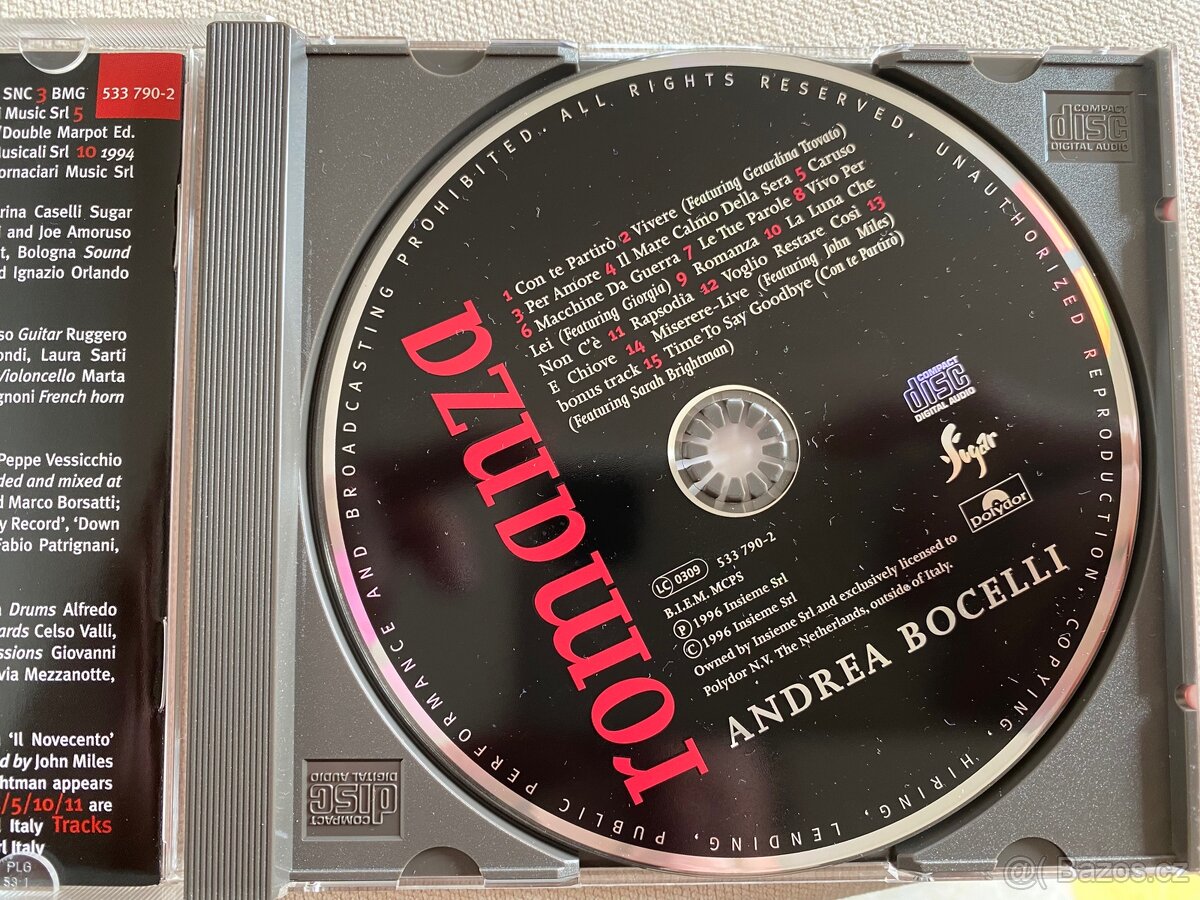 SNC 3 BMG
533 790-2
i Music Srl 5
/Double Marpot Ed.
usicali Srl 10 1994
ornaciari Music Srl
rina Caselli Sugar
i and Joe Amoruso
t, Bologna Sound
d Ignazio Orlando
so Guitar Ruggero
ondi, Laura Sarti
Violoncello Marta
gnoni French horn
Peppe Vessicchio
ded and mixed at
d Marco Borsatti;
y Record', 'Down
Fabio Patrignani,
a Drums Alfredo
ards Celso Valli,
ssions Giovanni
via Mezzanotte,
n 'Il Novecento'
d by John Miles
htman appears
/5/10/11 are
l Italy Tracks
rl Italy
PLG
53 1
PUBLIC PERFORMANCE AND BROADCASTING PROHIBITED. ALL RIGHTS RESERVED, UNAUTHORIZED REPRODUCTION, COPYING, HIRING, LENDING,
1 Con te Partirò 2 Vivere (Featuring Gerardina Trovato)
3 Per Amore 4 Il Mare Calmo Della Sera 5 Caruso
6 Macchine Da Guerra 7 Le Tue Parole 8 Vivo Per
Lei (Featuring Giorgia) 9 Romanza 10 La Luna Che
Non C'è 11 Rapsodia 12 Voglio Restare Così 13
E Chiove 14 Miserere-Live (Featuring John Miles)
bonus track 15 Time To Say Goodbye (Con te Partirò)
(Featuring Sarah Brightman)
romanza
COMPACT
disc
DIGITAL AUDIO
Sugar
polydor
LC 0309 533 790-2
B.I.E.M. MCPS
℗ 1996 Insieme Srl
© 1996 Insieme Srl
Owned by Insieme Srl and exclusively licensed to
Polydor N.V. The Netherlands, outside of Italy.
ANDREA BOCELLI
COMPACT
disc
DIGITAL AUDIO
COMPACT
disc
DIGITAL AUDIO
Bazos.cz